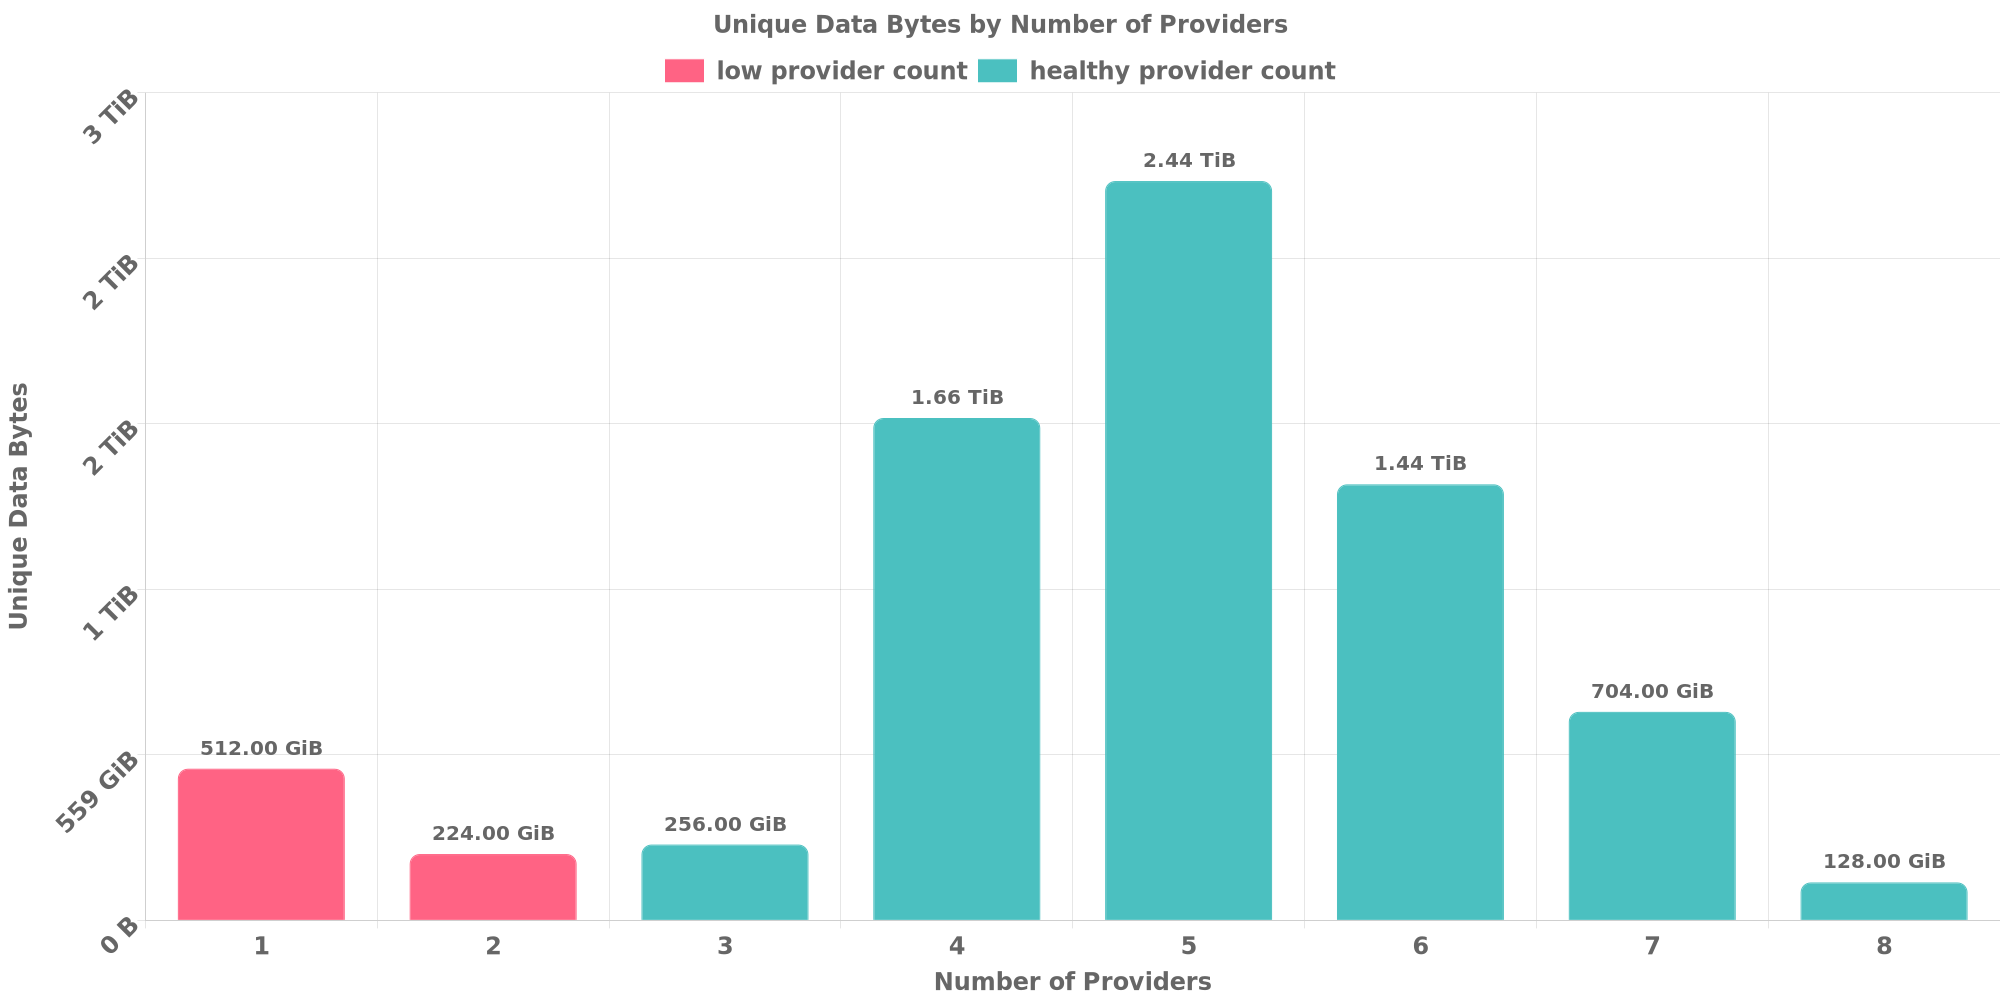 Unique Data Bytes by Number of Providers
low provider count healthy provider count
3 TiB
2 TiB
2 TiB
1 TiB
559 GiB
0 B
Unique Data Bytes
512.00 GiB
224.00 GiB
256.00 GiB
1.66 TiB
2.44 TiB
1.44 TiB
704.00 GiB
128.00 GiB
1 2 3 4 5 6 7 8
Number of Providers